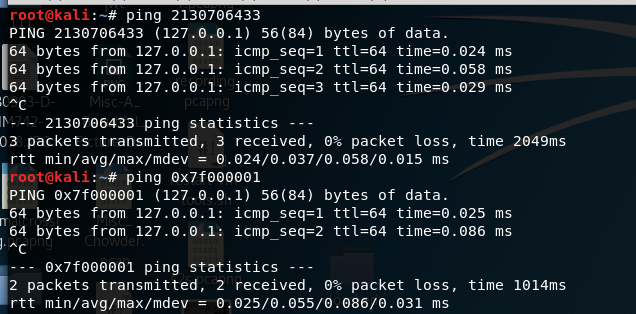 root@kali:~# ping 2130706433
PING 2130706433 (127.0.0.1) 56(84) bytes of data.
64 bytes from 127.0.0.1: icmp_seq=1 ttl=64 time=0.024 ms
64 bytes from 127.0.0.1: icmp_seq=2 ttl=64 time=0.058 ms
64 bytes from 127.0.0.1: icmp_seq=3 ttl=64 time=0.029 ms
^C
--- 2130706433 ping statistics ---
3 packets transmitted, 3 received, 0% packet loss, time 2049ms
rtt min/avg/max/mdev = 0.024/0.037/0.058/0.015 ms
root@kali:~# ping 0x7f000001
PING 0x7f000001 (127.0.0.1) 56(84) bytes of data.
64 bytes from 127.0.0.1: icmp_seq=1 ttl=64 time=0.025 ms
64 bytes from 127.0.0.1: icmp_seq=2 ttl=64 time=0.086 ms
^C
--- 0x7f000001 ping statistics ---
2 packets transmitted, 2 received, 0% packet loss, time 1014ms
rtt min/avg/max/mdev = 0.025/0.055/0.086/0.031 ms